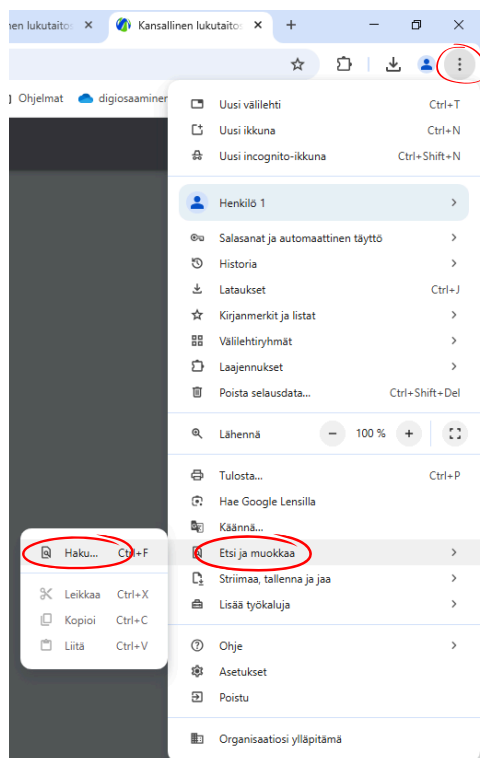 nen lukutaito:
Kansallinen lukutaito:
Ohjelmat
digiosaaminen
Uusi välilehti Ctrl+T
Uusi ikkuna Ctrl+N
Uusi incognito-ikkuna Ctrl+Shift+N
Henkilö 1
Salasanat ja automaattinen täyttö
Historia
Lataukset Ctrl+J
Kirjanmerkit ja listat
Välilehtiryhmät
Laajennukset
Poista selausdata... Ctrl+Shift+Del
Lähennä − 100 % +
Tulosta... Ctrl+P
Hae Google Lensilla
Käännä...
Etsi ja muokkaa
Haku... Ctrl+F
Striimaa, tallenna ja jaa
Leikkaa Ctrl+X
Lisää työkaluja
Kopioi Ctrl+C
Liitä Ctrl+V
Ohje
Asetukset
Poistu
Organisaatiosi ylläpitämä